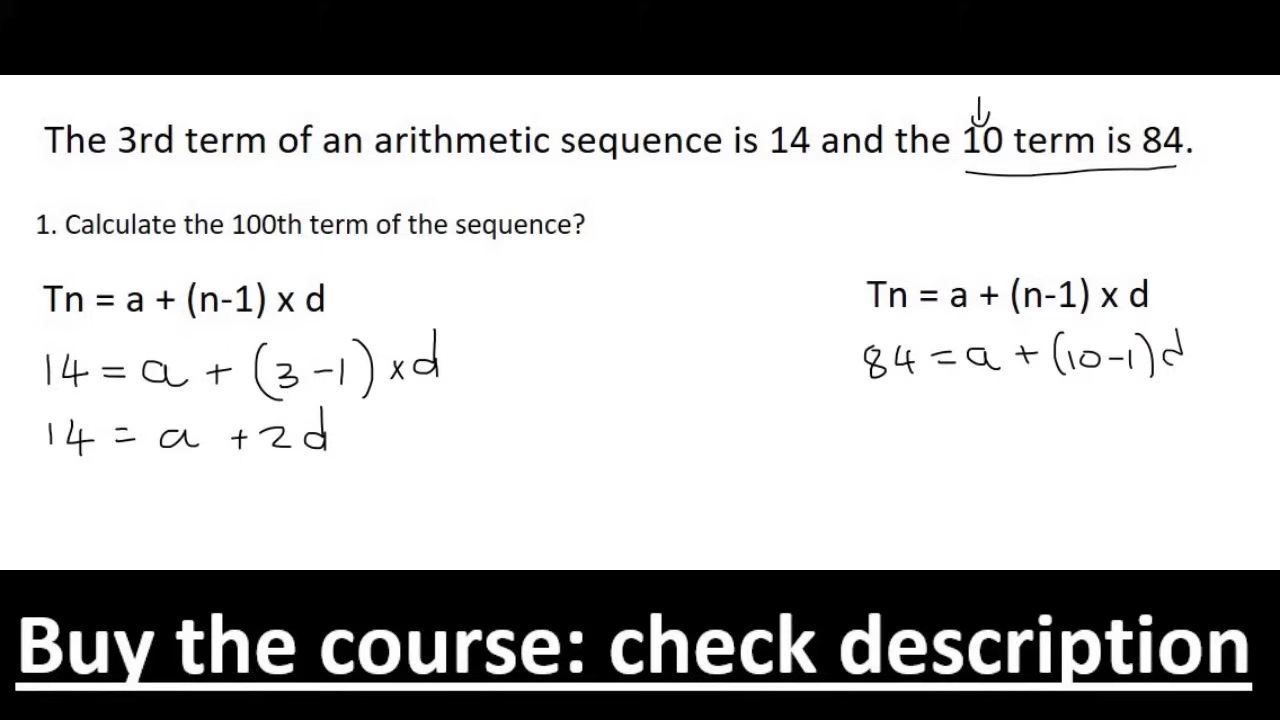 The 3rd term of an arithmetic sequence is 14 and the 10 term is 84.
1. Calculate the 100th term of the sequence?
Tn = a + (n-1) x d
14 = a + (3-1) x d
14 = a + 2d
Tn = a + (n-1) x d
84 = a + (10-1)d
Buy the course: check description